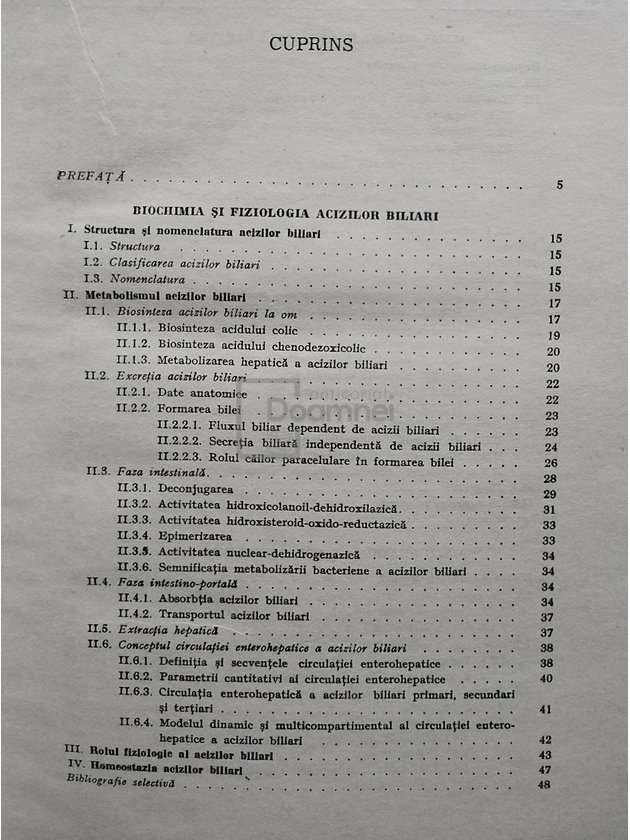 CUPRINS
PREFAȚĂ . . . . . . . . . . . . . . . . . . . . 5
BIOCHIMIA ȘI FIZIOLOGIA ACIZILOR BILIARI
I. Structura și nomenclatura acizilor biliari . . . . . . . . . . 15
I.1. Structura . . . . . . . . . . 15
I.2. Clasificarea acizilor biliari . . . . . . . . . . 15
I.3. Nomenclatura . . . . . . . . . . 15
II. Metabolismul acizilor biliari . . . . . . . . . . 17
II.1. Biosinteza acizilor biliari la om . . . . . . . . . . 17
II.1.1. Biosinteza acidului colic . . . . . . . . . . 19
II.1.2. Biosinteza acidului chenodezoxicolic . . . . . . . . . . 20
II.1.3. Metabolizarea hepatică a acizilor biliari . . . . . . . . . . 20
II.2. Excreția acizilor biliari . . . . . . . . . . 22
II.2.1. Date anatomice . . . . . . . . . . 22
II.2.2. Formarea bilei . . . . . . . . . . 23
II.2.2.1. Fluxul biliar dependent de acizii biliari . . . . . . 23
II.2.2.2. Secreția biliară independentă de acizii biliari . . . 24
II.2.2.3. Rolul căilor paracelulare în formarea bilei . . . . 26
II.3. Faza intestinală . . . . . . . . . . 28
II.3.1. Deconjugarea . . . . . . . . . . 29
II.3.2. Activitatea hidroxicolanoil-dehidroxilazică . . . . . . . . 31
II.3.3. Activitatea hidroxisteroid-oxido-reductazică . . . . . . . . 33
II.3.4. Epimerizarea . . . . . . . . . . 33
II.3.5. Activitatea nuclear-dehidrogenazică . . . . . . . . . . 34
II.3.6. Semnificația metabolizării bacteriene a acizilor biliari . . . . 34
II.4. Faza intestino-portală . . . . . . . . . . 34
II.4.1. Absorbția acizilor biliari . . . . . . . . . . 34
II.4.2. Transportul acizilor biliari . . . . . . . . . . 37
II.5. Extracția hepatică . . . . . . . . . . 37
II.6. Conceptul circulației enterohepatice a acizilor biliari . . . . . . . . 38
II.6.1. Definiția și secvențele circulației enterohepatice . . . . . . 38
II.6.2. Parametrii cantitativi ai circulației enterohepatice . . . . . 40
II.6.3. Circulația enterohepatică a acizilor biliari primari, secundari
și terțiari . . . . . . . . . . 41
II.6.4. Modelul dinamic și multicompartimental al circulației entero-
hepatice a acizilor biliari . . . . . . . . . . 42
III. Rolul fiziologic al acizilor biliari . . . . . . . . . . 43
IV. Homeostazia acizilor biliari . . . . . . . . . . 47
Bibliografie selectivă . . . . . . . . . . 48
anticariat
Doamnei